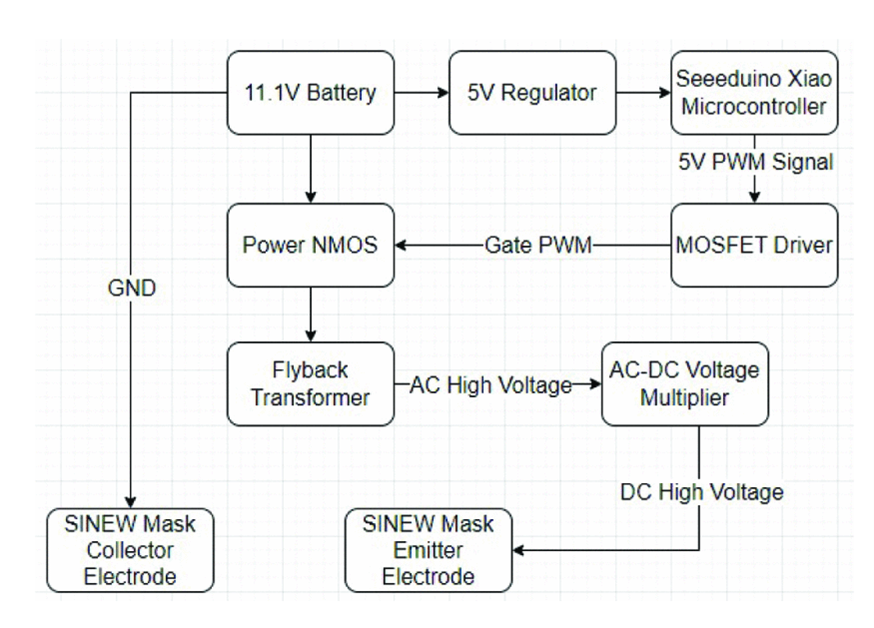 11.1V Battery
5V Regulator
Seeeduino Xiao
Microcontroller
5V PWM Signal
Power NMOS
Gate PWM
MOSFET Driver
GND
Flyback
Transformer
AC High Voltage
AC-DC Voltage
Multiplier
DC High Voltage
SINEW Mask
Collector
Electrode
SINEW Mask
Emitter
Electrode